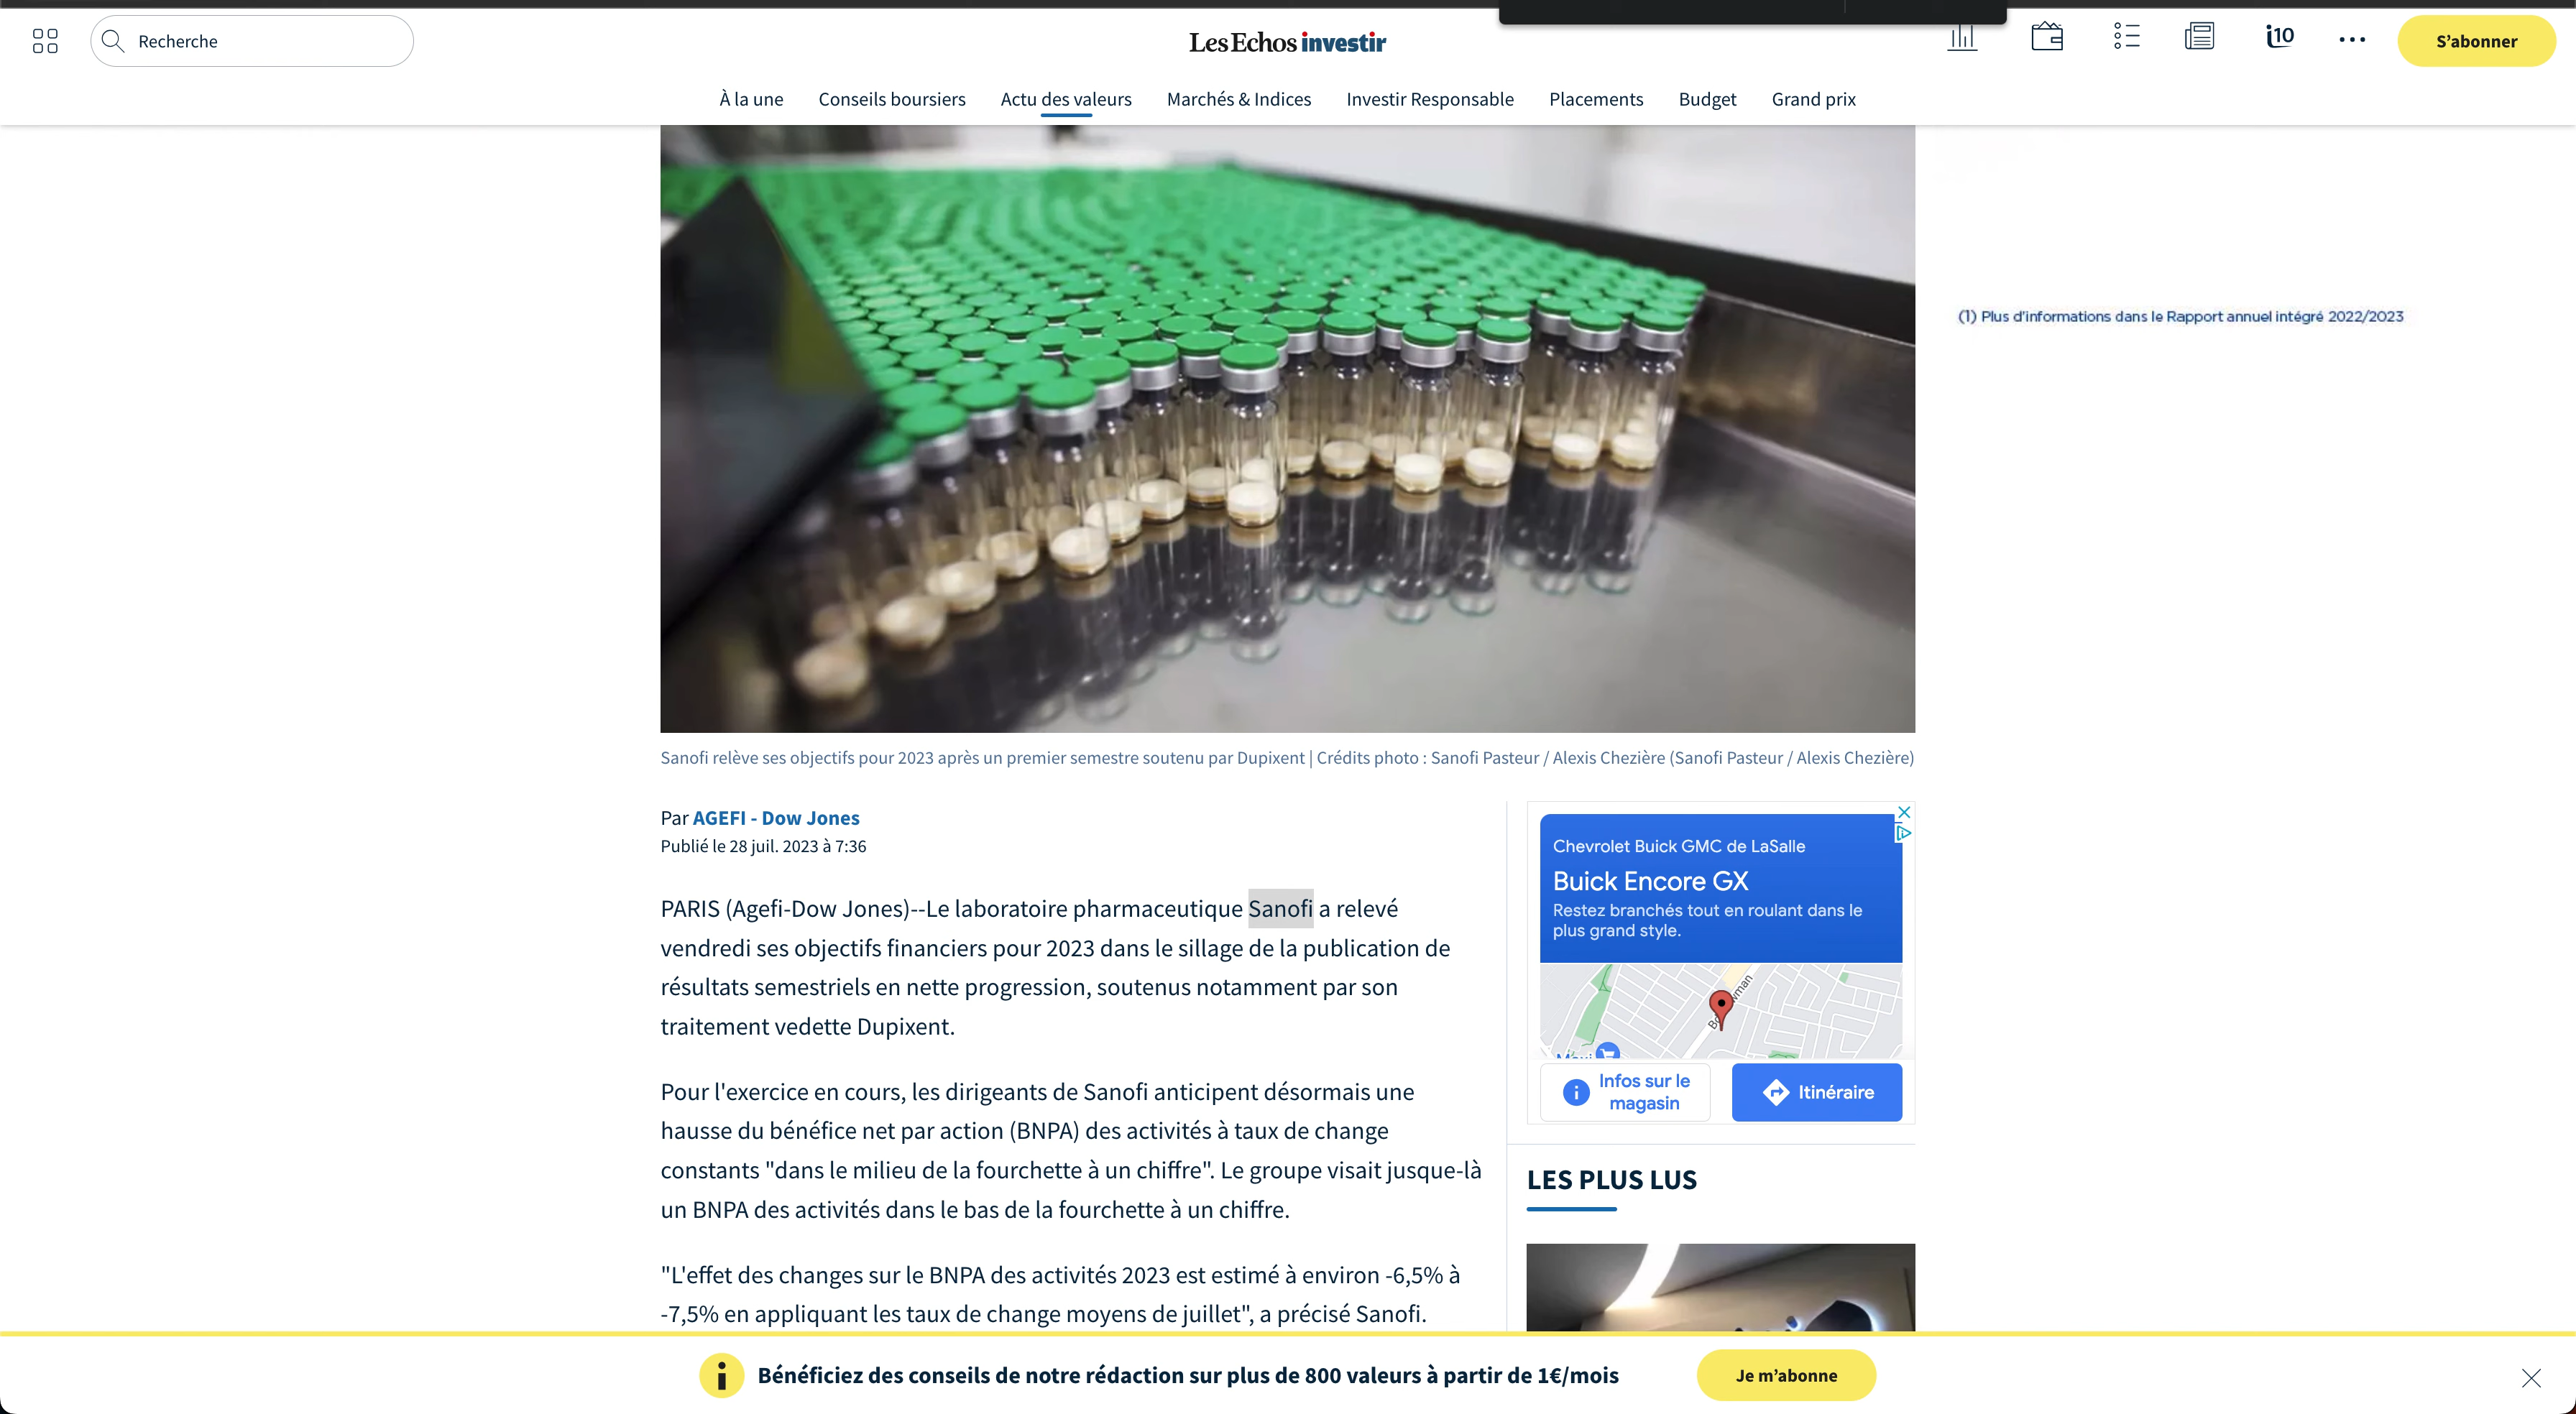 Recherche
Les Echos investir
i10
S'abonner
À la une
Conseils boursiers
Actu des valeurs
Marchés & Indices
Investir Responsable
Placements
Budget
Grand prix
(1) Plus d'informations dans le Rapport annuel intégré 2022/2023
Sanofi relève ses objectifs pour 2023 après un premier semestre soutenu par Dupixent | Crédits photo : Sanofi Pasteur / Alexis Chezière (Sanofi Pasteur / Alexis Chezière)
Par AGEFI - Dow Jones
Publié le 28 juil. 2023 à 7:36
PARIS (Agefi-Dow Jones)--Le laboratoire pharmaceutique Sanofi a relevé
vendredi ses objectifs financiers pour 2023 dans le sillage de la publication de
résultats semestriels en nette progression, soutenus notamment par son
traitement vedette Dupixent.
Pour l'exercice en cours, les dirigeants de Sanofi anticipent désormais une
hausse du bénéfice net par action (BNPA) des activités à taux de change
constants "dans le milieu de la fourchette à un chiffre". Le groupe visait jusque-là
un BNPA des activités dans le bas de la fourchette à un chiffre.
"L'effet des changes sur le BNPA des activités 2023 est estimé à environ -6,5% à
-7,5% en appliquant les taux de change moyens de juillet", a précisé Sanofi.
Chevrolet Buick GMC de LaSalle
Buick Encore GX
Restez branchés tout en roulant dans le
plus grand style.
Infos sur le
magasin
Itinéraire
LES PLUS LUS
Bénéficiez des conseils de notre rédaction sur plus de 800 valeurs à partir de 1€/mois
Je m'abonne